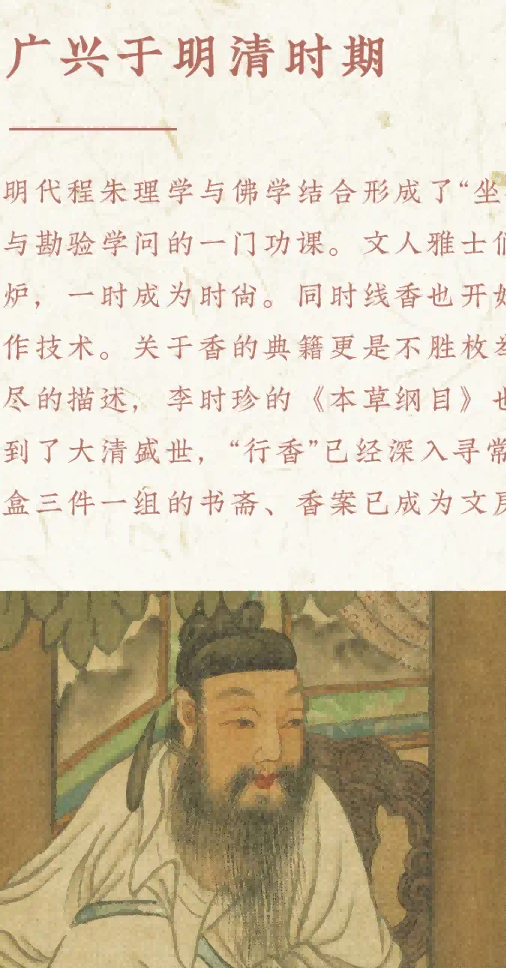 广兴于明清时期
明代程朱理学与佛学结合形成了“坐
与勘验学问的一门功课。文人雅士们
炉，一时成为时尚。同时线香也开始
作技术。关于香的典籍更是不胜枚举
尽的描述，李时珍的《本草纲目》也
到了大清盛世，“行香”已经深入寻常
盒三件一组的书斋、香案已成为文房